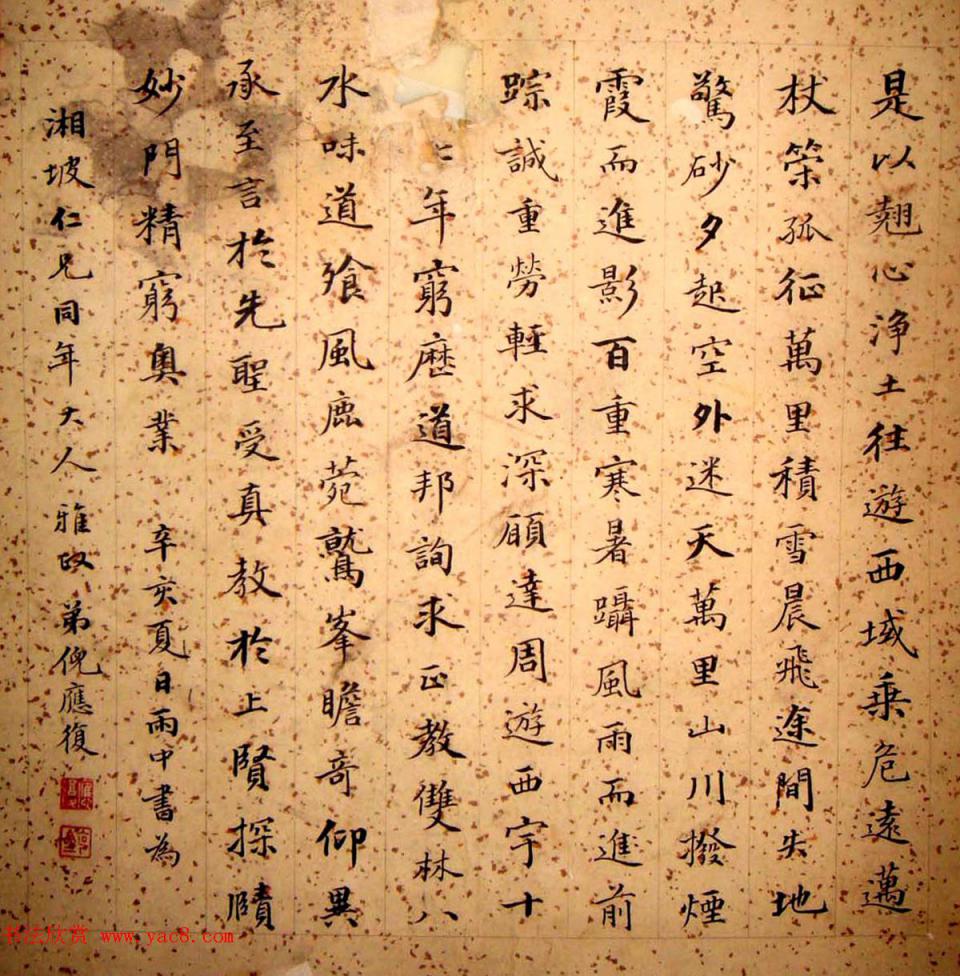 是以翹心浄土往遊西域乗危遠邁
杖策孤征萬里積雪晨飛途間失地
驚砂夕起空外迷天萬里山川撥煙
霞而進影百重寒暑躡風雨而進前
踪誠重勞輕求深願達周遊西宇十
七年窮歷道邦詢求正教雙林八
水味道飡風鹿菀鷲峯瞻奇仰異
承至言於先聖受真教於上賢探賾
妙門精窮奧業 辛亥夏日雨中書為
湘坡仁兄同年大人雅政 弟倪應復
书法欣赏 www.yac8.com